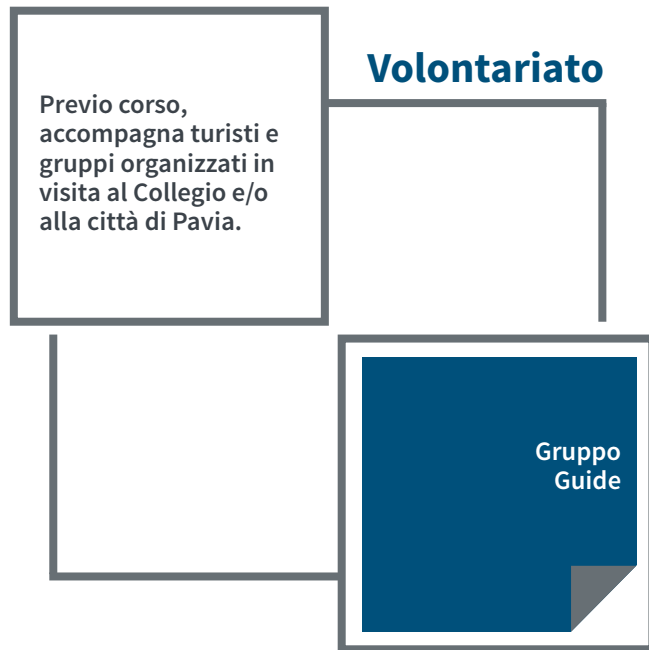 Volontariato
Previo corso,
accompagna turisti e
gruppi organizzati in
visita al Collegio e/o
alla città di Pavia.
Gruppo
Guide